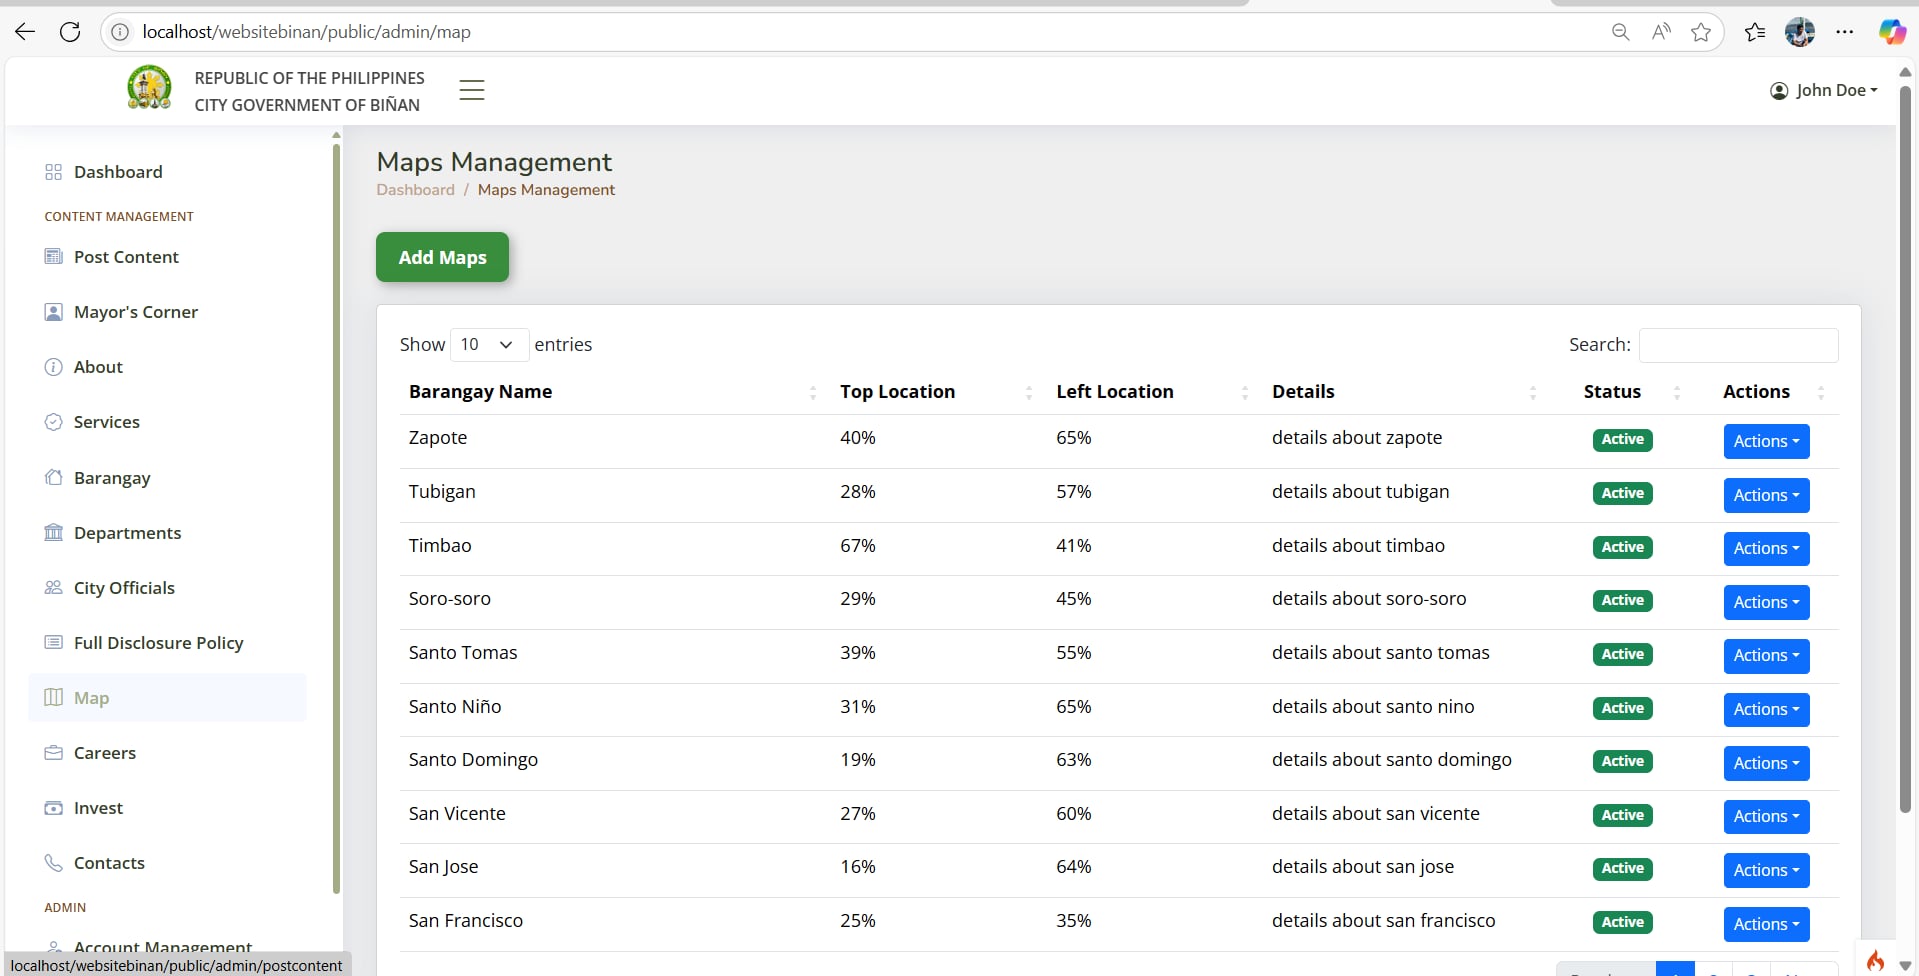 localhost/websitebinan/public/admin/map
REPUBLIC OF THE PHILIPPINES
CITY GOVERNMENT OF BIÑAN
John Doe
Dashboard
CONTENT MANAGEMENT
Post Content
Mayor's Corner
About
Services
Barangay
Departments
City Officials
Full Disclosure Policy
Map
Careers
Invest
Contacts
ADMIN
Account Management
localhost/websitebinan/public/admin/postcontent
Maps Management
Dashboard / Maps Management
Add Maps
Show 10 entries Search:
Barangay Name Top Location Left Location Details Status Actions
Zapote 40% 65% details about zapote Active Actions
Tubigan 28% 57% details about tubigan Active Actions
Timbao 67% 41% details about timbao Active Actions
Soro-soro 29% 45% details about soro-soro Active Actions
Santo Tomas 39% 55% details about santo tomas Active Actions
Santo Niño 31% 65% details about santo nino Active Actions
Santo Domingo 19% 63% details about santo domingo Active Actions
San Vicente 27% 60% details about san vicente Active Actions
San Jose 16% 64% details about san jose Active Actions
San Francisco 25% 35% details about san francisco Active Actions